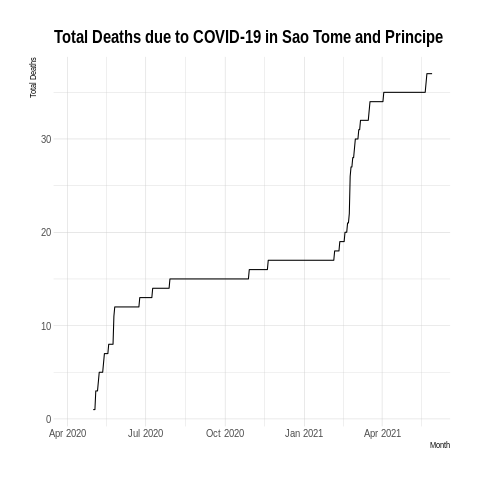 Total Deaths due to COVID-19 in Sao Tome and Principe
Total Deaths
30
20
10
0
Apr 2020 Jul 2020 Oct 2020 Jan 2021 Apr 2021
Month